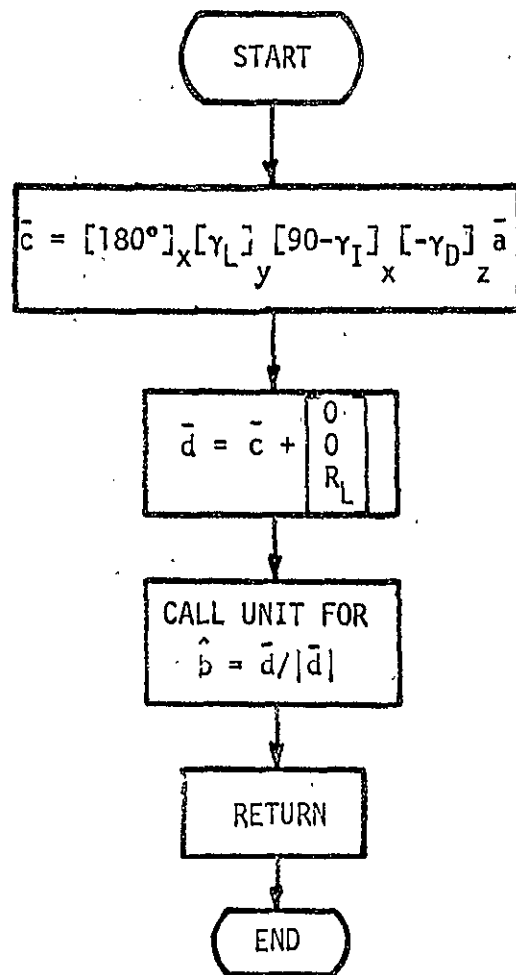 START
c̄ = [180°]x[γL]y [90-γI]x [-γD]z ā
d̄ = c̄ + [0 0 RL]
CALL UNIT FOR
b̂ = d̄/|d̄|
RETURN
END